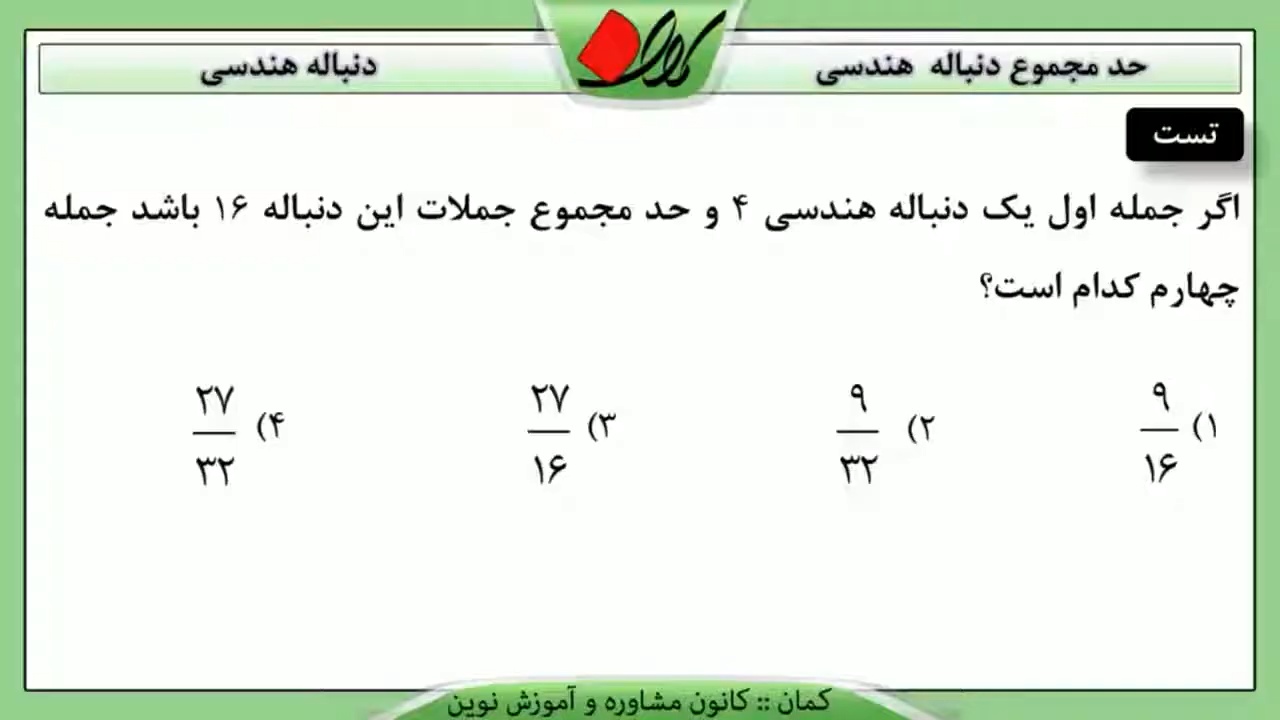 حد مجموع دنباله هندسی
کمان
دنباله هندسی
تست
اگر جمله اول یک دنباله هندسی ۴ و حد مجموع جملات این دنباله ۱۶ باشد جمله
چهارم کدام است؟
۱) ۹/۱۶
۲) ۹/۳۲
۳) ۲۷/۱۶
۴) ۲۷/۳۲
کمان :: کانون مشاوره و آموزش نوین